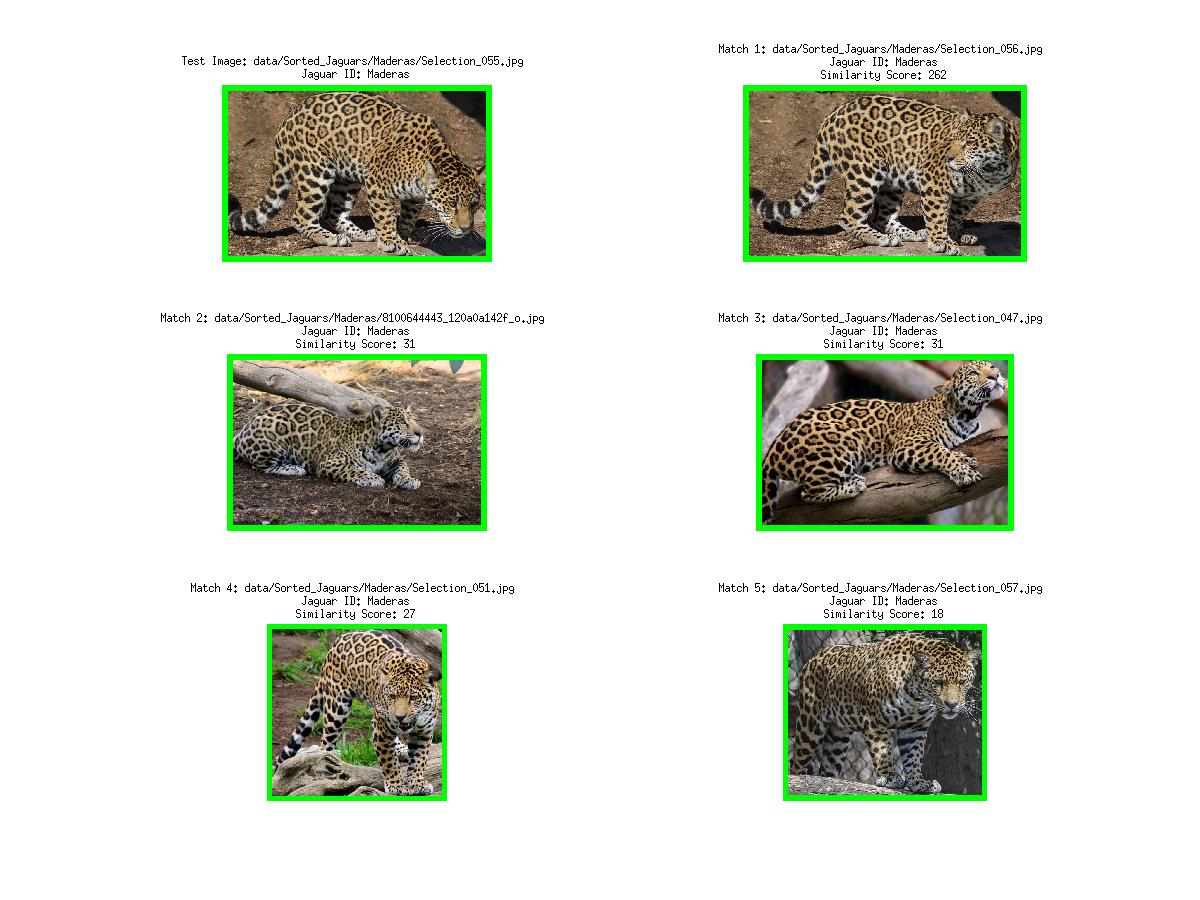 Test Image: data/Sorted_Jaguars/Maderas/Selection_055.jpg
Jaguar ID: Maderas
Match 1: data/Sorted_Jaguars/Maderas/Selection_056.jpg
Jaguar ID: Maderas
Similarity Score: 262
Match 2: data/Sorted_Jaguars/Maderas/8100644443_120a0a142f_o.jpg
Jaguar ID: Maderas
Similarity Score: 31
Match 3: data/Sorted_Jaguars/Maderas/Selection_047.jpg
Jaguar ID: Maderas
Similarity Score: 31
Match 4: data/Sorted_Jaguars/Maderas/Selection_051.jpg
Jaguar ID: Maderas
Similarity Score: 27
Match 5: data/Sorted_Jaguars/Maderas/Selection_057.jpg
Jaguar ID: Maderas
Similarity Score: 18